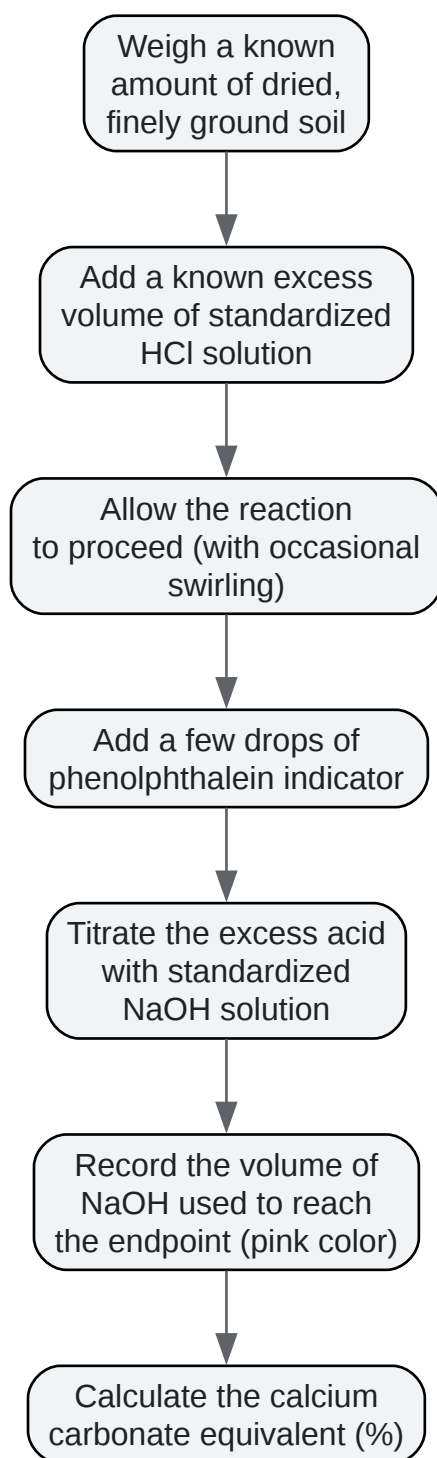 Weigh a known
amount of dried,
finely ground soil
Add a known excess
volume of standardized
HCl solution
Allow the reaction
to proceed (with occasional
swirling)
Add a few drops of
phenolphthalein indicator
Titrate the excess acid
with standardized
NaOH solution
Record the volume of
NaOH used to reach
the endpoint (pink color)
Calculate the calcium
carbonate equivalent (%)